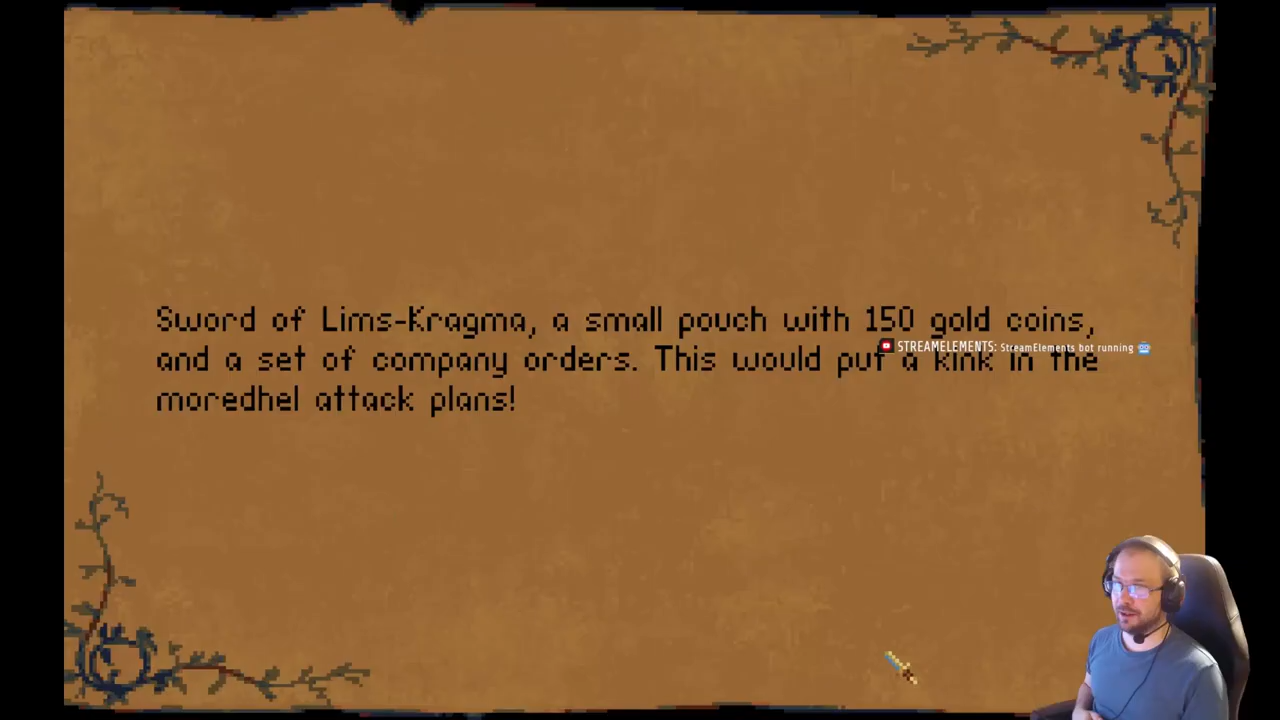 Sword of Lims-Kragma, a small pouch with 150 gold coins,
STREAMELEMENTS: StreamElements bot running
and a set of company orders. This would put a kink in the
moredhel attack plans!